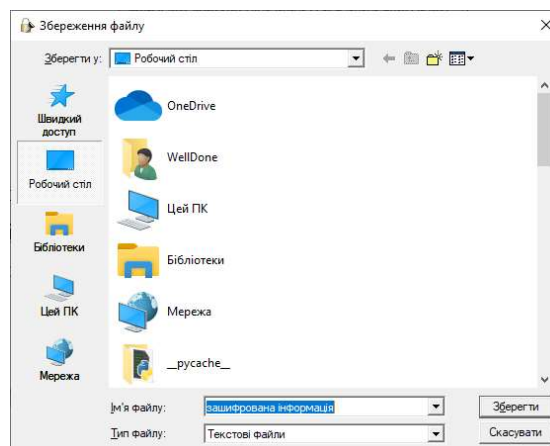 Збереження файлу
Зберегти у: Робочий стіл
Швидкий
доступ
Робочий стіл
Бібліотеки
Цей ПК
Мережа
OneDrive
WellDone
Цей ПК
Бібліотеки
Мережа
__pycache__
Ім'я файлу: зашифрована інформація
Зберегти
Тип файлу: Текстові файли
Скасувати